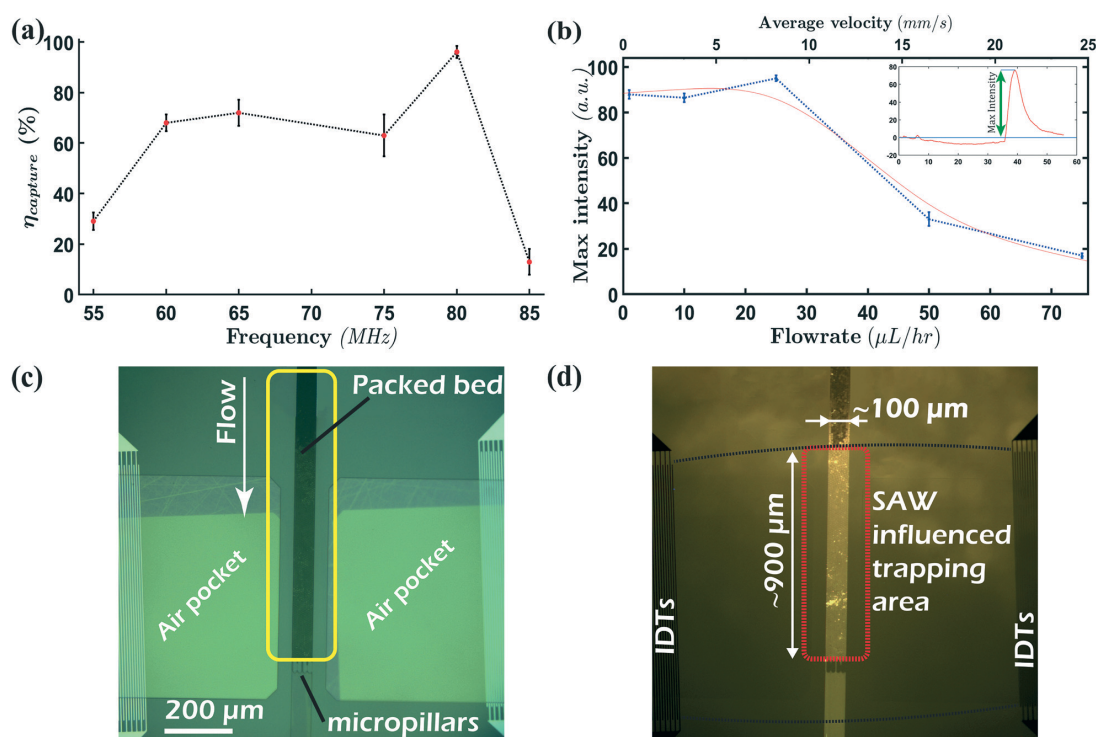 (a)
100
80
60
40
20
0
η_capture (%)
55 60 65 70 75 80 85
Frequency (MHz)
(b)
Average velocity (mm/s)
0 5 10 15 20 25
100
80
60
40
20
0
Max intensity (a.u.)
0 10 20 30 40 50 60 70
Flowrate (μL/hr)
80
60
40
20
0
-20
Max Intensity
0 10 20 30 40 50 60
(c)
Flow
Packed bed
Air pocket
Air pocket
200 μm
micropillars
(d)
~100 μm
~900 μm
SAW
influenced
trapping
area
IDTs
IDTs